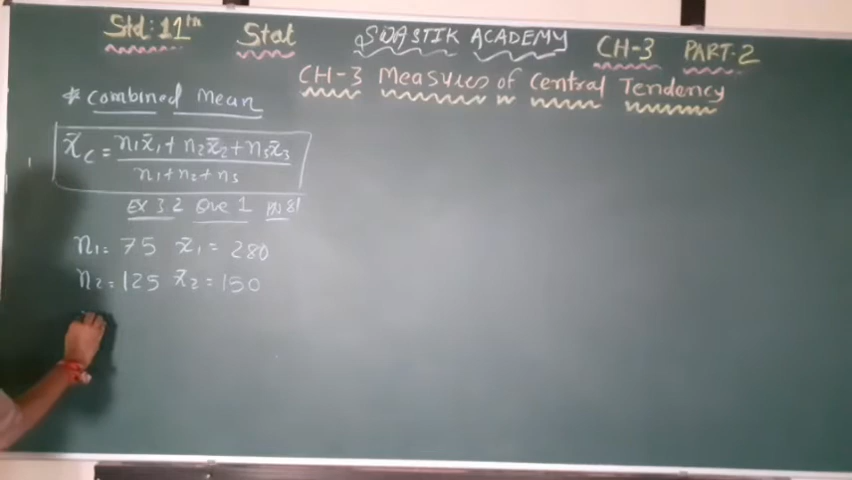 Std: 11th Stat SWASTIK ACADEMY CH-3 PART-2
CH-3 Measures of Central Tendency
* Combined Mean
x̄c = n1x̄1 + n2x̄2 + n3x̄3 / n1 + n2 + n3
Ex 3.2 Que 1 pg 81
n1 = 75 x̄1 = 280
n2 = 125 x̄2 = 150